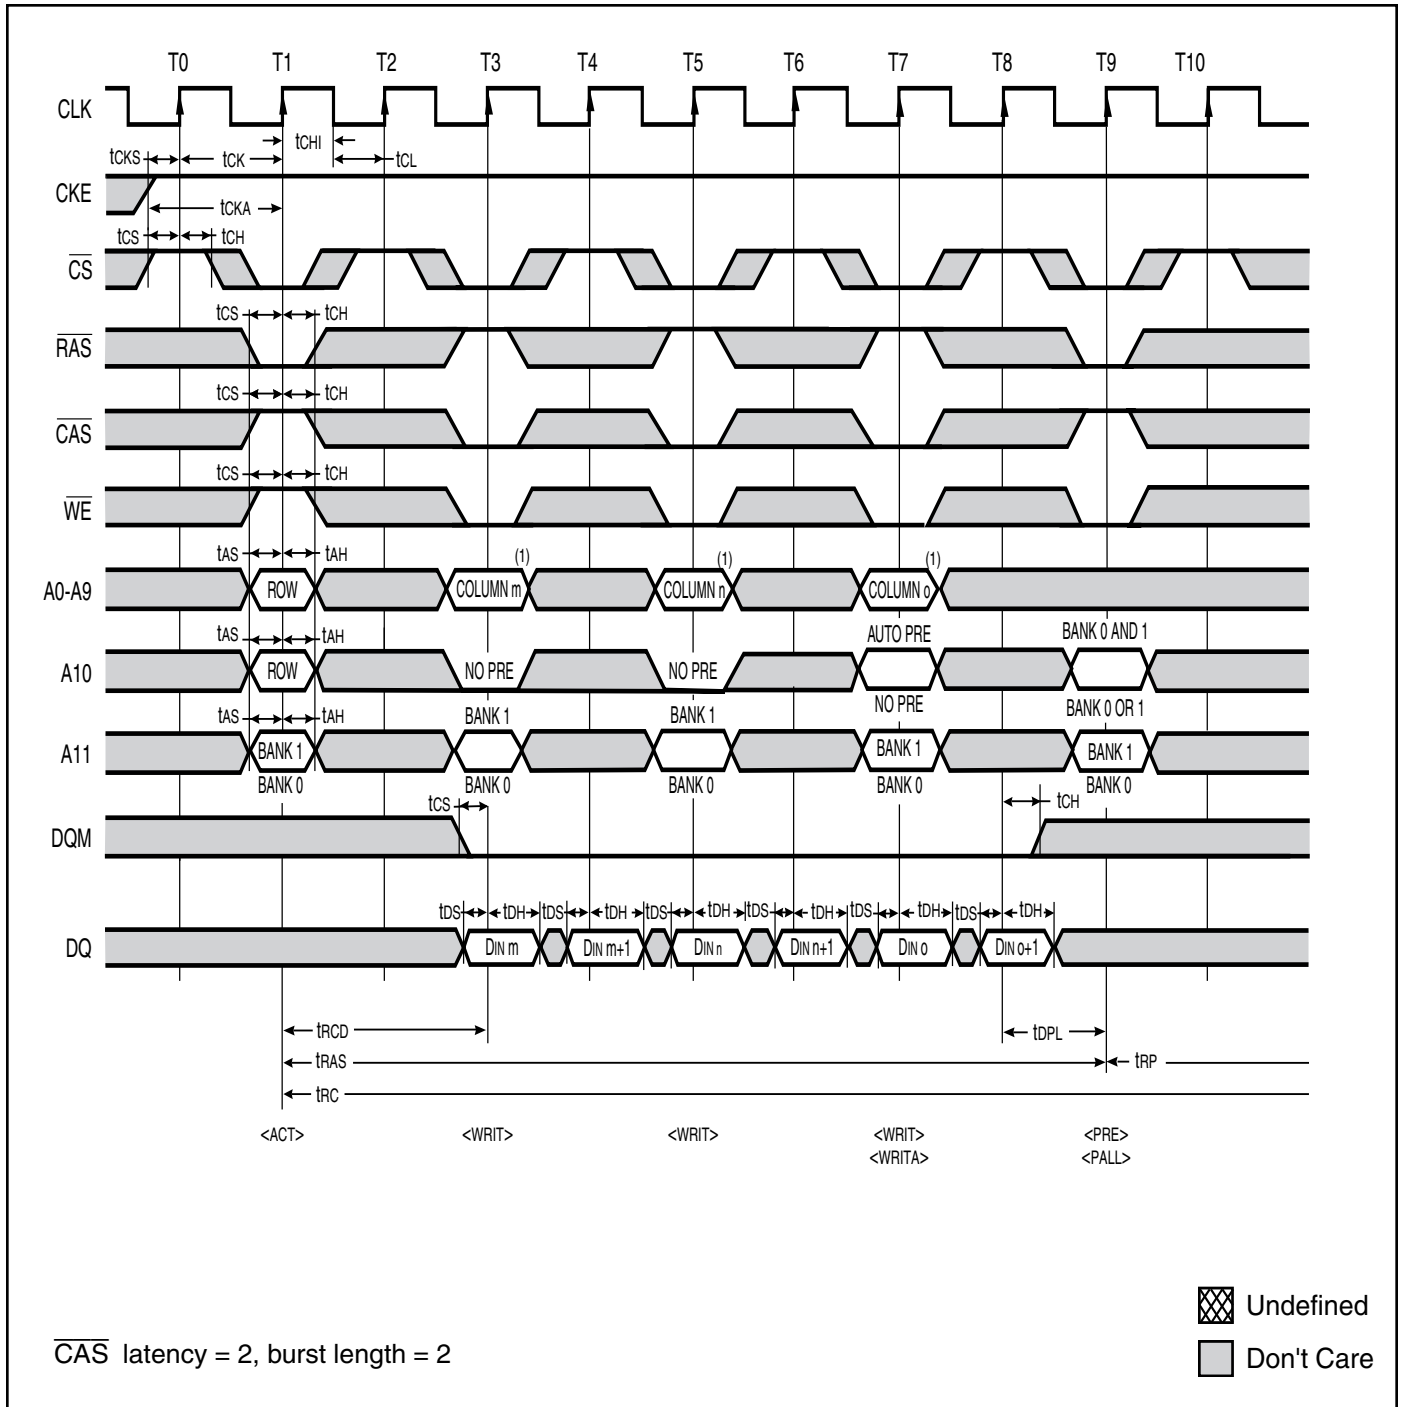 T0 T1 T2 T3 T4 T5 T6 T7 T8 T9 T10
CLK
tCHI
tCKS tCK tCL
CKE
tCKA
tCS tCH
CS
tCS tCH
RAS
tCS tCH
CAS
tCS tCH
WE
tAS tAH (1) (1) (1)
A0-A9 ROW COLUMN m COLUMN n COLUMN o
tAS tAH AUTO PRE BANK 0 AND 1
A10 ROW NO PRE NO PRE
NO PRE BANK 0 OR 1
tAS tAH BANK 1 BANK 1
A11 BANK 1 BANK 1 BANK 1
BANK 0 BANK 0 BANK 0 BANK 0 BANK 0
tCS tCH
DQM
tDS tDH tDS tDH tDS tDH tDS tDH tDS tDH tDS tDH
DQ DIN m DIN m+1 DIN n DIN n+1 DIN o DIN o+1
tRCD tDPL
tRAS tRP
tRC
<ACT> <WRIT> <WRIT> <WRIT> <PRE>
<WRITA> <PALL>
Undefined
CAS latency = 2, burst length = 2
Don't Care